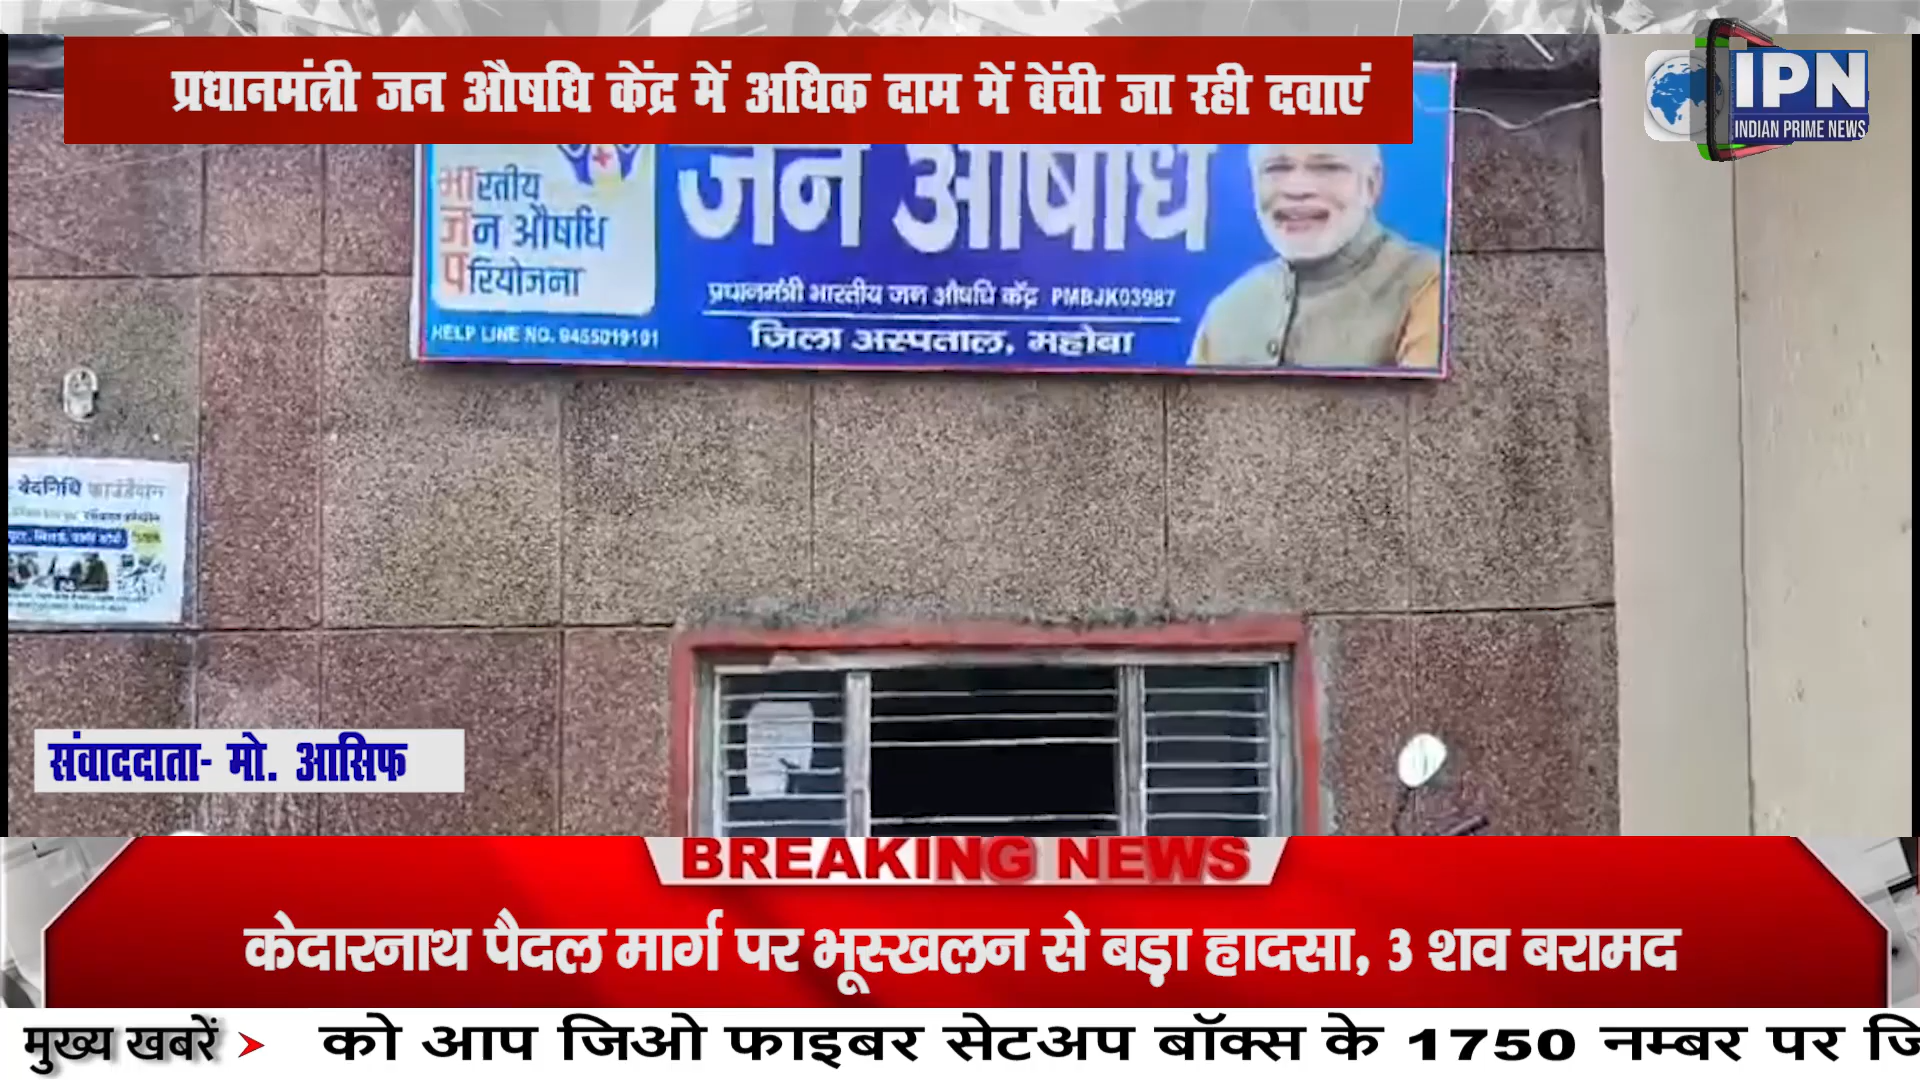 प्रधानमंत्री जन औषधि केंद्र में अधिक दाम में बेंची जा रही दवाएं
IPN
INDIAN PRIME NEWS
भारतीय
जन औषधि
परियोजना
HELP LINE NO. 9455019101
जन औषधि
प्रधानमंत्री भारतीय जन औषधि केंद्र PMBJK03987
जिला अस्पताल, महोबा
वेदनिधि फाउंडेशन
संवाददाता- मो. आसिफ
BREAKING NEWS
केदारनाथ पैदल मार्ग पर भूस्खलन से बड़ा हादसा, 3 शव बरामद
मुख्य खबरें
को आप जिओ फाइबर सेटअप बॉक्स के 1750 नम्बर पर जि